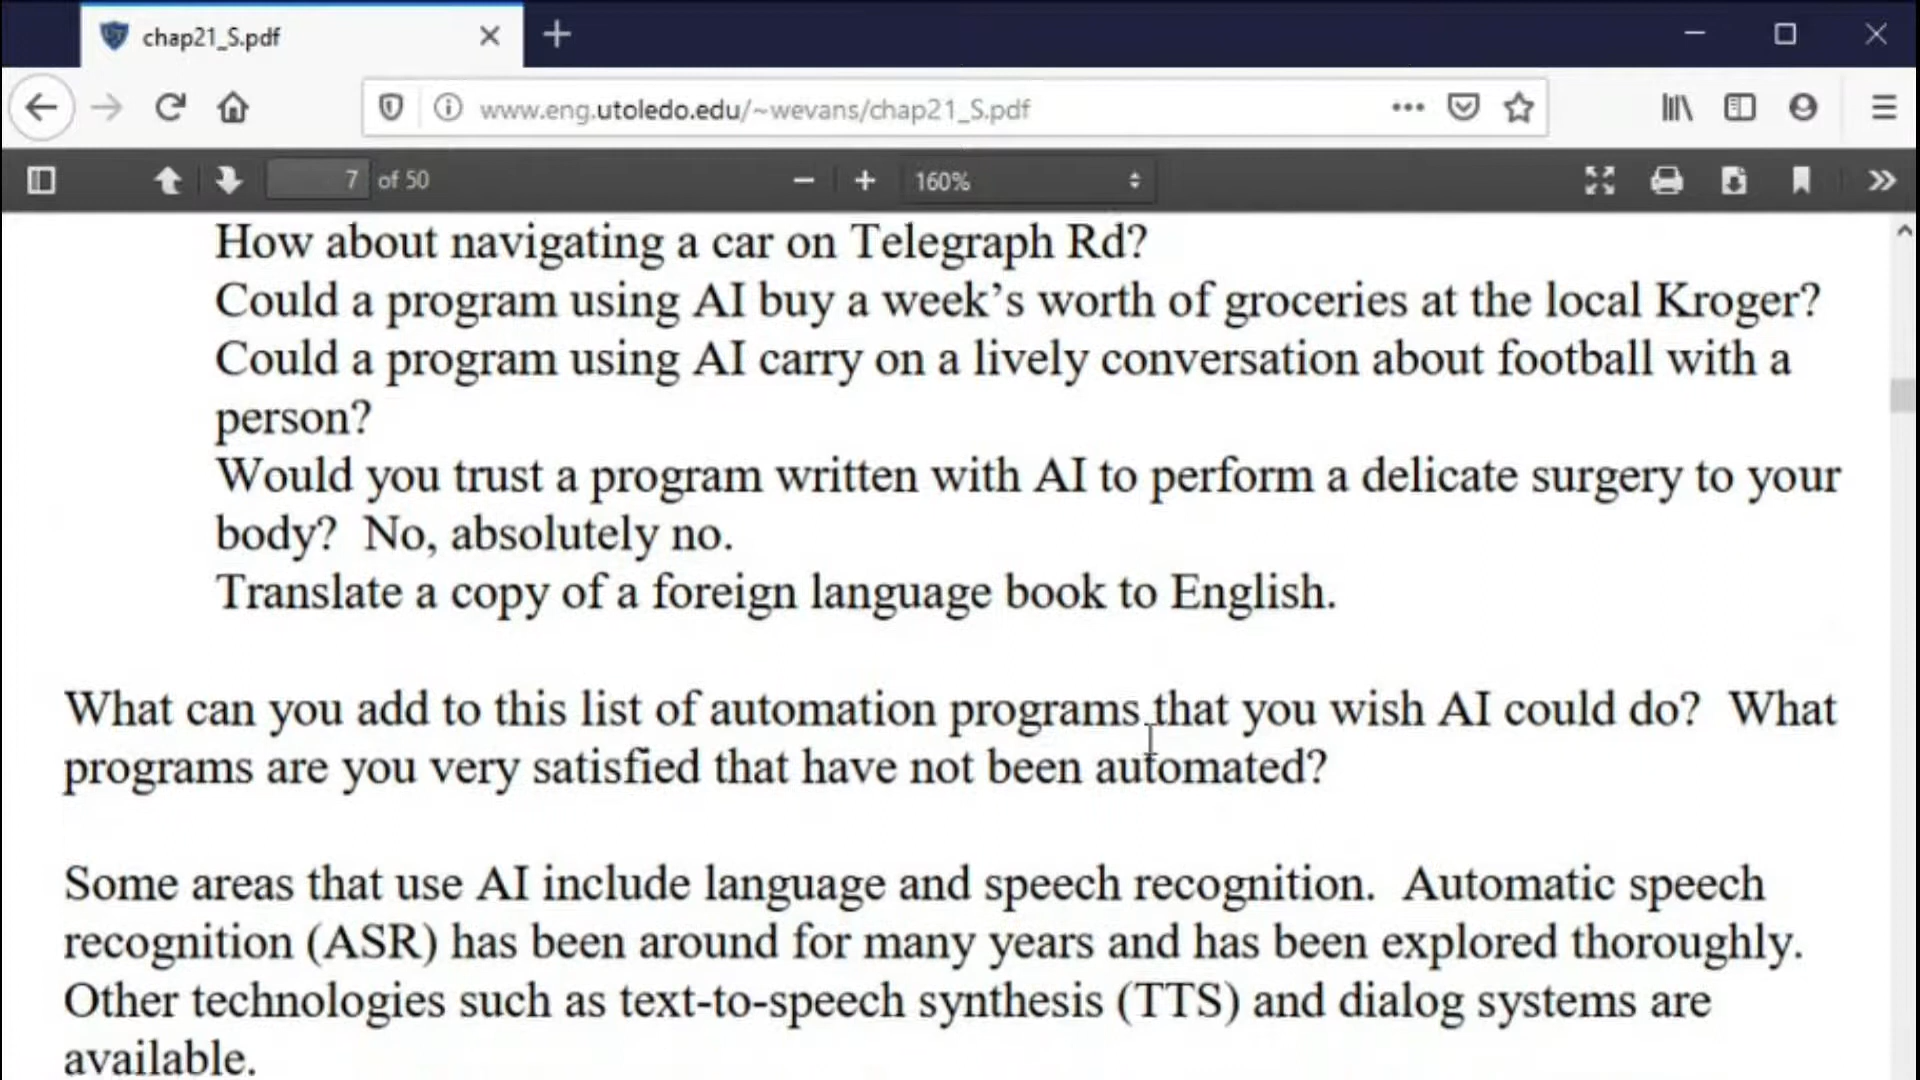 chap21_S.pdf
www.eng.utoledo.edu/~wevans/chap21_S.pdf
7 of 50
160%
How about navigating a car on Telegraph Rd?
Could a program using AI buy a week’s worth of groceries at the local Kroger?
Could a program using AI carry on a lively conversation about football with a
person?
Would you trust a program written with AI to perform a delicate surgery to your
body?  No, absolutely no.
Translate a copy of a foreign language book to English.
What can you add to this list of automation programs that you wish AI could do?  What
programs are you very satisfied that have not been automated?
Some areas that use AI include language and speech recognition.  Automatic speech
recognition (ASR) has been around for many years and has been explored thoroughly.
Other technologies such as text-to-speech synthesis (TTS) and dialog systems are
available.